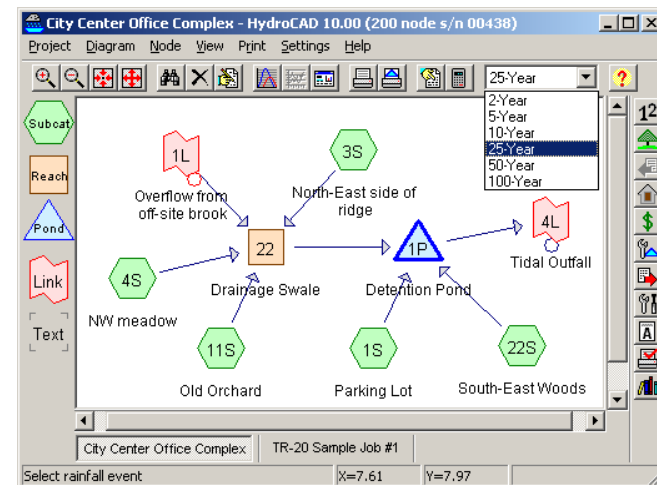 City Center Office Complex - HydroCAD 10.00 (200 node s/n 00438)
Project Diagram Node View Print Settings Help
25-Year
2-Year
5-Year
10-Year
25-Year
50-Year
100-Year
Subcat
Reach
Pond
Link
Text
12
$
A
1L
Overflow from
off-site brook
3S
North-East side of
ridge
4L
Tidal Outfall
22
Drainage Swale
1P
Detention Pond
4S
NW meadow
11S
Old Orchard
1S
Parking Lot
22S
South-East Woods
City Center Office Complex
TR-20 Sample Job #1
Select rainfall event
X=7.61
Y=7.97